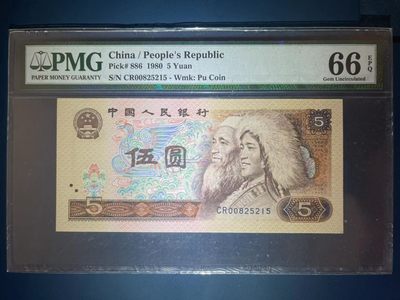 PMG
PAPER MONEY GUARANTY
China / People's Republic
Pick# 886 1980 5 Yuan
S/N CR00825215 - Wmk: Pu Coin
66 EPQ
Gem Uncirculated
中国人民银行
5
伍圆
CR00825215
5
5